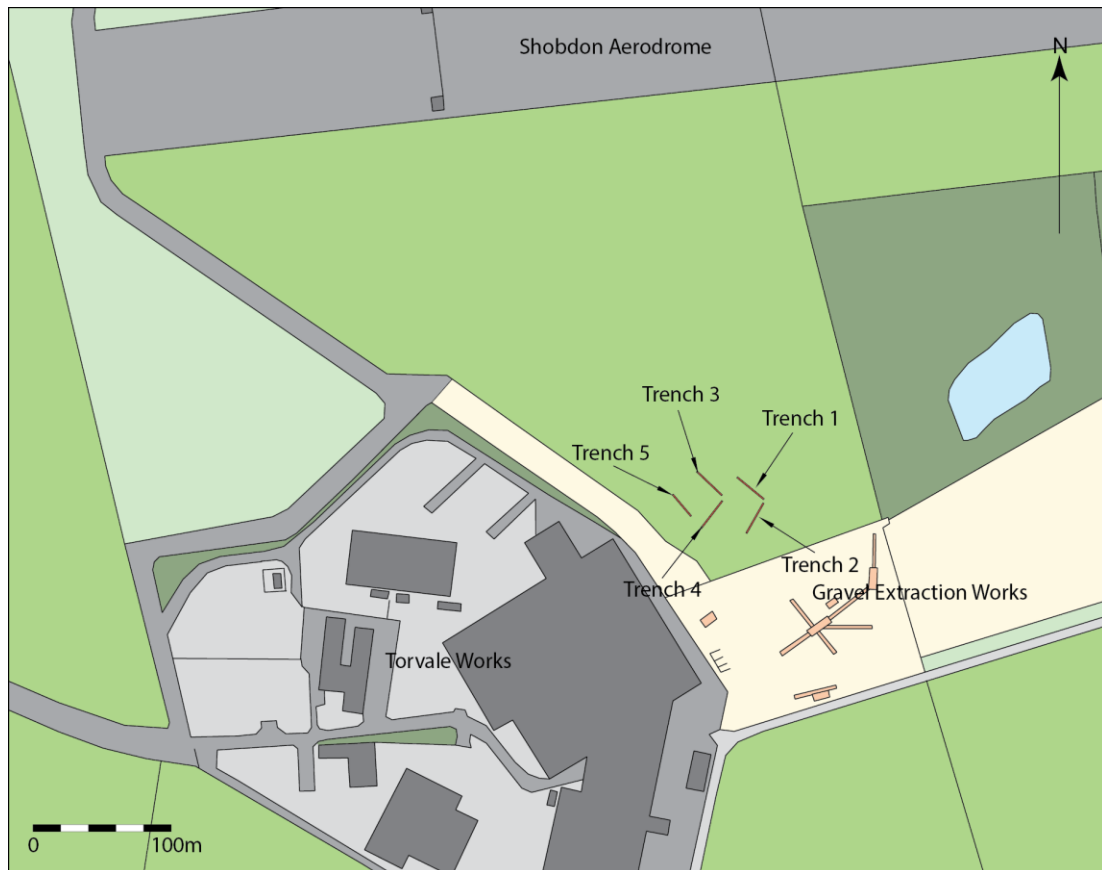 Shobdon Aerodrome
N
Trench 3
Trench 1
Trench 5
Trench 2
Trench 4
Gravel Extraction Works
Torvale Works
0 100m